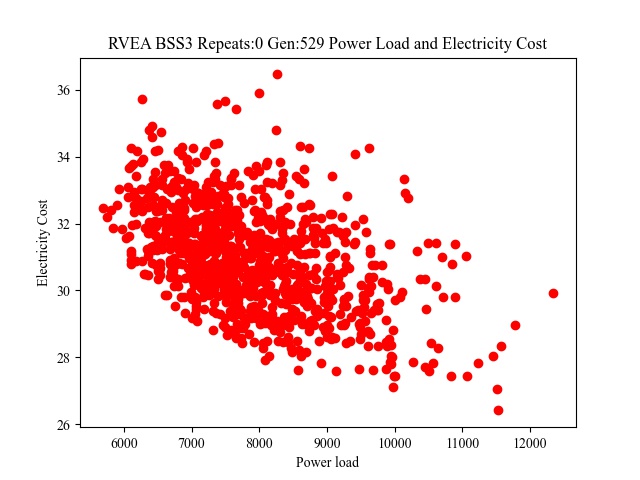 RVEA BSS3 Repeats:0 Gen:529 Power Load and Electricity Cost
36
34
32
30
28
26
Electricity Cost
6000 7000 8000 9000 10000 11000 12000
Power load